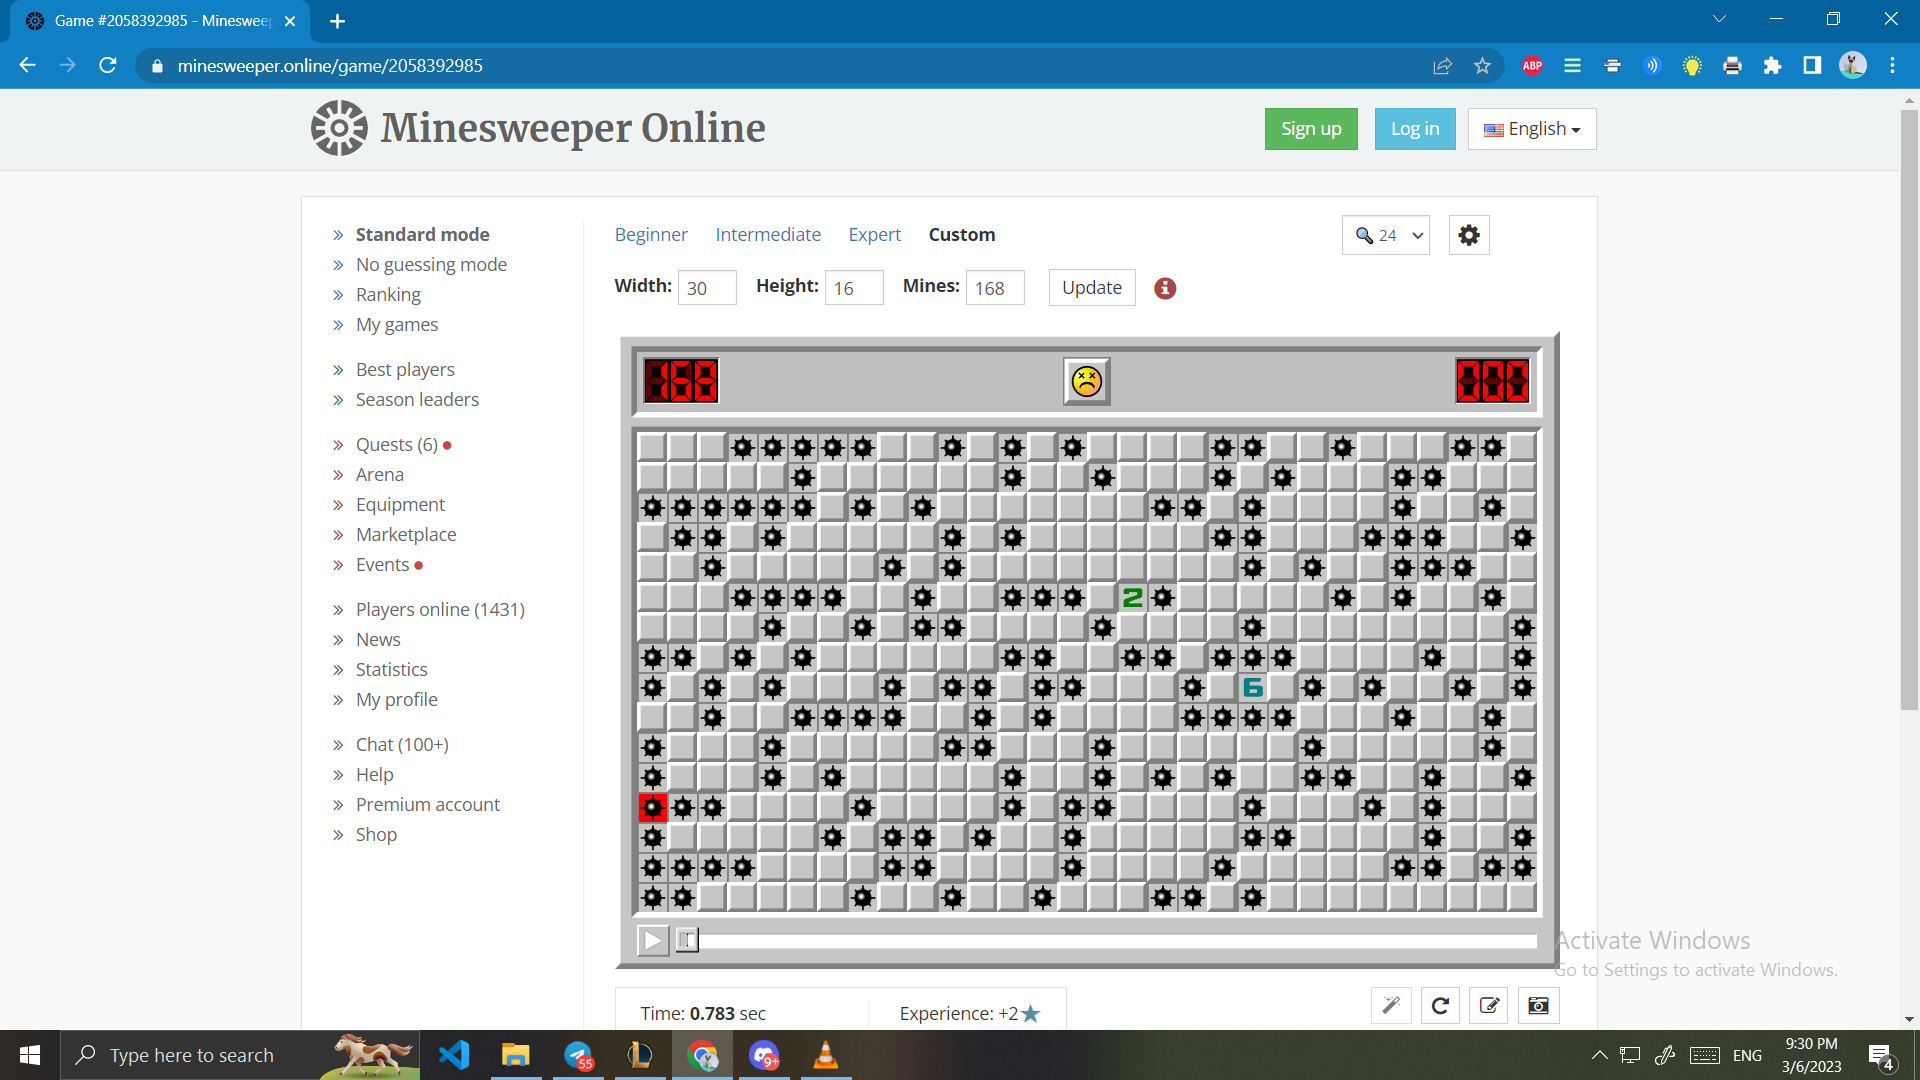 Game #2058392985 - Mineswee
minesweeper.online/game/2058392985
ABP
Minesweeper Online
Sign up
Log in
English
Standard mode
No guessing mode
Ranking
My games
Best players
Season leaders
Quests (6)
Arena
Equipment
Marketplace
Events
Players online (1431)
News
Statistics
My profile
Chat (100+)
Help
Premium account
Shop
Beginner Intermediate Expert Custom
24
Width: 30 Height: 16 Mines: 168 Update
2
6
Time: 0.783 sec
Experience: +2
Activate Windows
Go to Settings to activate Windows.
Type here to search
55
9+
ENG
9:30 PM
3/6/2023
4